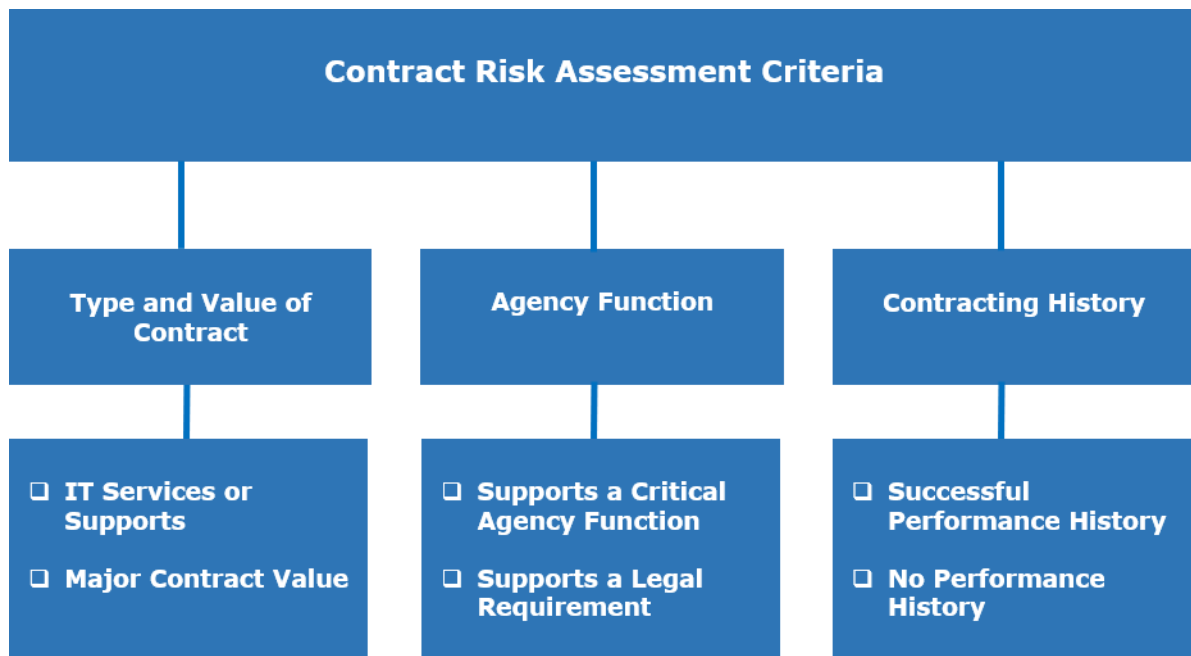 Contract Risk Assessment Criteria
Type and Value of
Contract
Agency Function
Contracting History
❑ IT Services or
Supports
❑ Major Contract Value
❑ Supports a Critical
Agency Function
❑ Supports a Legal
Requirement
❑ Successful
Performance History
❑ No Performance
History